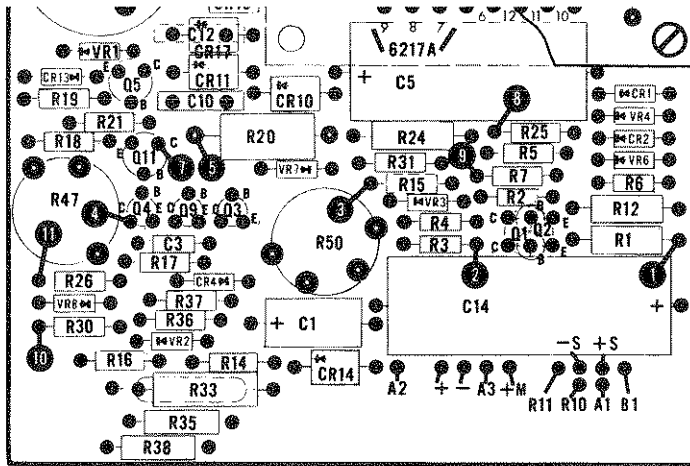 C12
CR17
9 8 7 6 12 11 10
6217A
VR1
CR13 E C
Q5
CR11
C5
CR1
R19 B C10 CR10
VR4
R21
8
R18 Q11 C
R20 R24 R25 CR2
E B 7 5 9 R5 VR6
VR7 R31
R47 R15 R7 R6
B B B
4 C Q4 E C Q9 E C Q3 E
3 VR3 R2 R12
R4 C Q1 Q2 E
11 C3 R50 R3 C B B E R1
R17
2 1
R26 CR4
VR8 R37 C14
R30 R36 C1
VR2
10 R16 R14 CR14
-S +S
A2 + - A3 +M R11 R10 A1 B1
R33
R35
R38